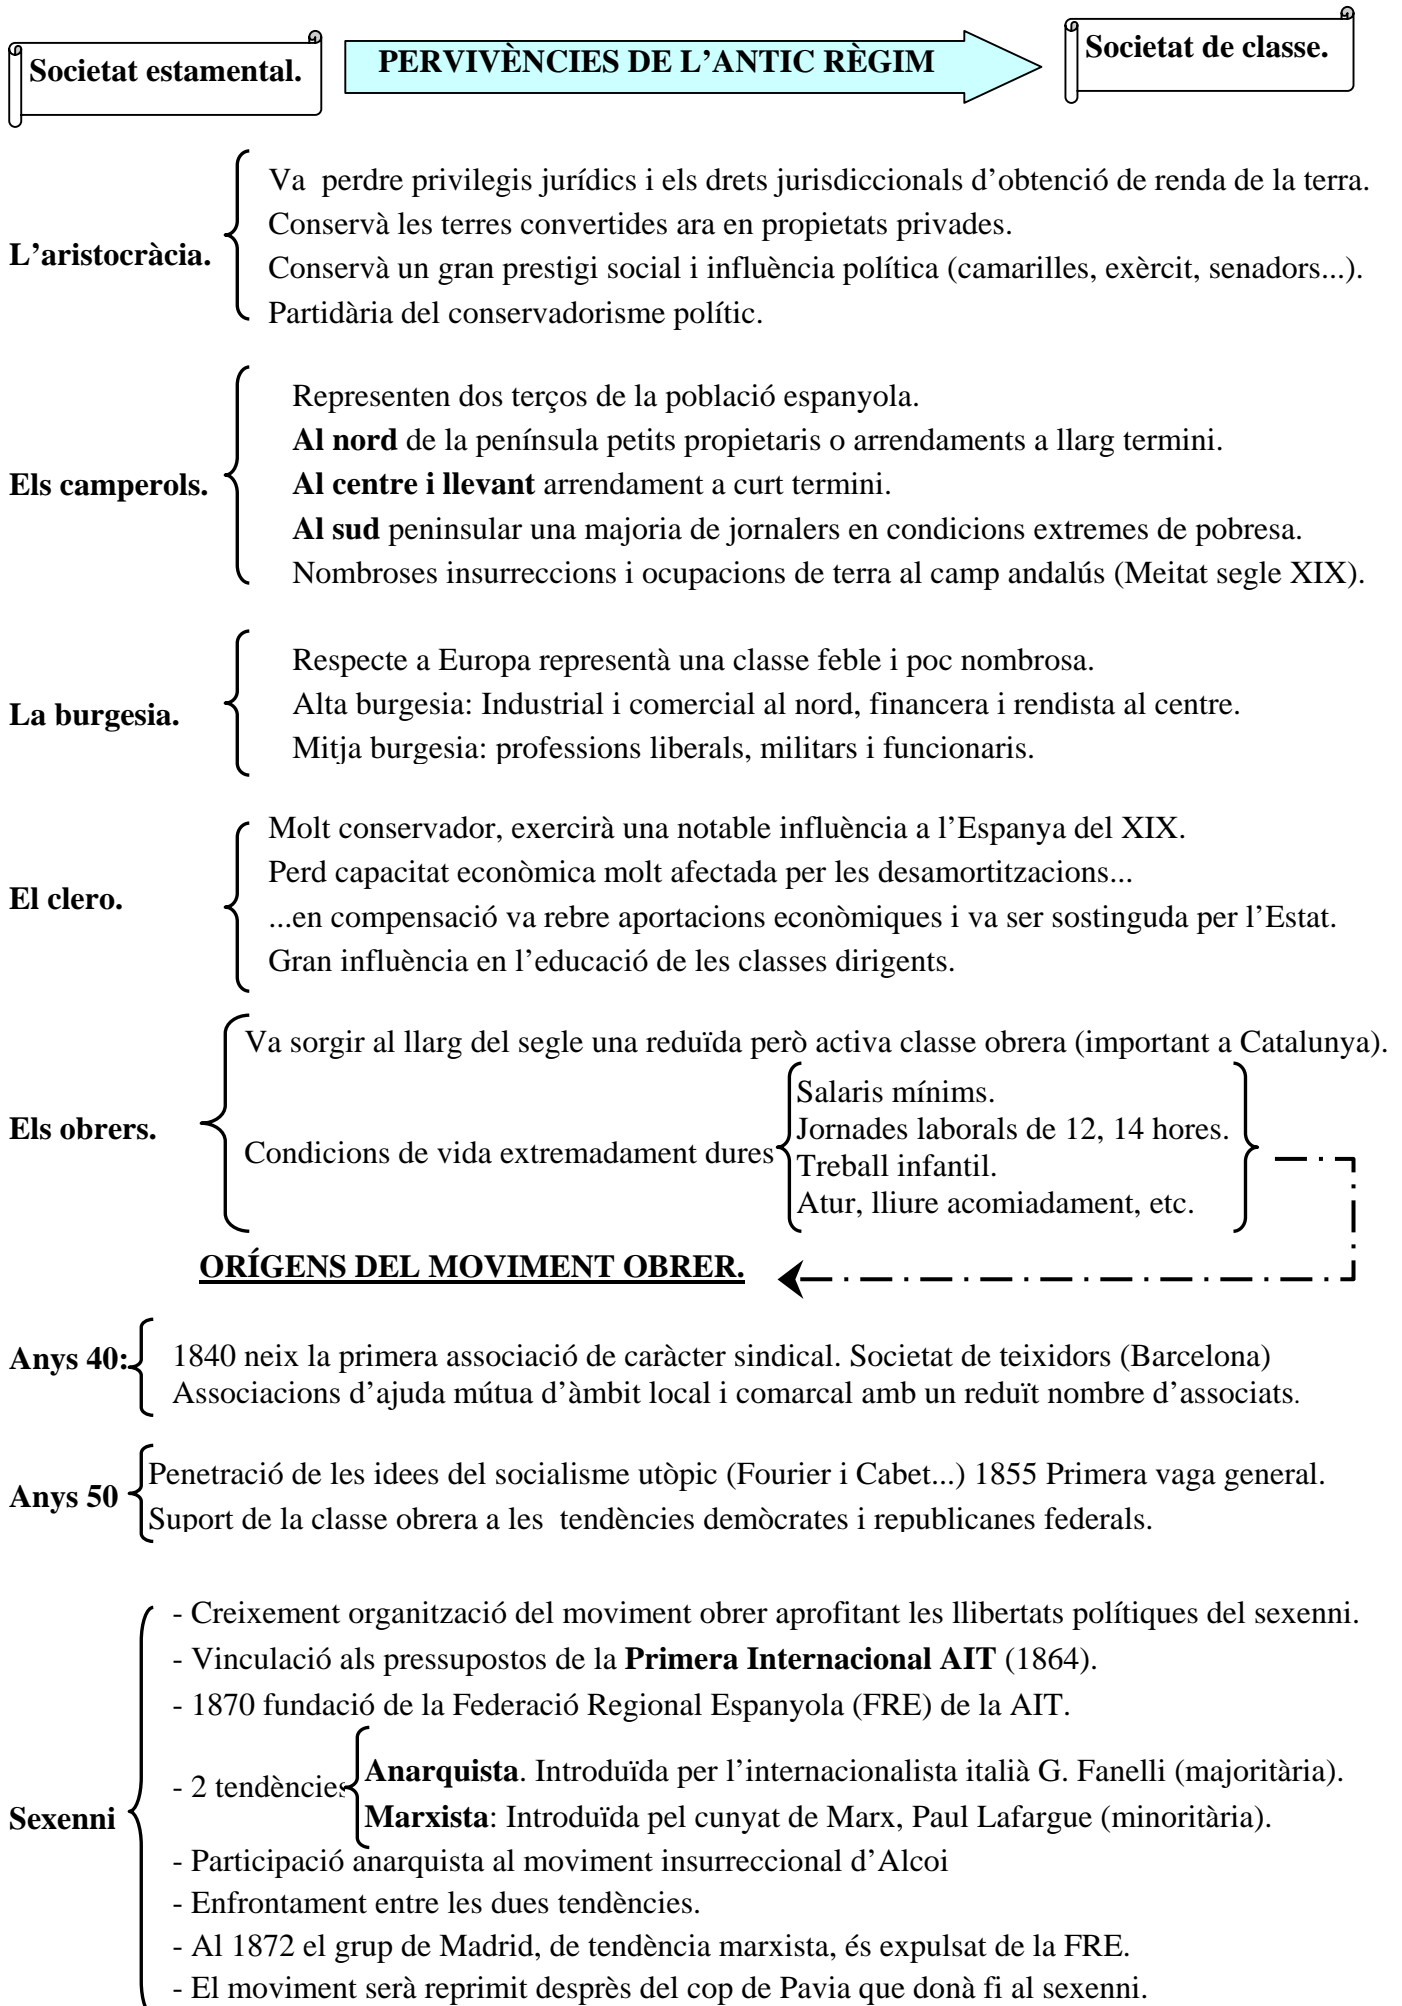 Societat estamental.
PERVIVÈNCIES DE L’ANTIC RÈGIM
Societat de classe.
L’aristocràcia.
Va perdre privilegis jurídics i els drets jurisdiccionals d’obtenció de renda de la terra.
Conservà les terres convertides ara en propietats privades.
Conservà un gran prestigi social i influència política (camarilles, exèrcit, senadors...).
Partidària del conservadorisme polític.
Els camperols.
Representen dos terços de la població espanyola.
Al nord de la península petits propietaris o arrendaments a llarg termini.
Al centre i llevant arrendament a curt termini.
Al sud peninsular una majoria de jornalers en condicions extremes de pobresa.
Nombroses insurreccions i ocupacions de terra al camp andalús (Meitat segle XIX).
La burgesia.
Respecte a Europa representà una classe feble i poc nombrosa.
Alta burgesia: Industrial i comercial al nord, financera i rendista al centre.
Mitja burgesia: professions liberals, militars i funcionaris.
El clero.
Molt conservador, exercirà una notable influència a l’Espanya del XIX.
Perd capacitat econòmica molt afectada per les desamortitzacions...
...en compensació va rebre aportacions econòmiques i va ser sostinguda per l’Estat.
Gran influència en l’educació de les classes dirigents.
Els obrers.
Va sorgir al llarg del segle una reduïda però activa classe obrera (important a Catalunya).
Condicions de vida extremadament dures
Salaris mínims.
Jornades laborals de 12, 14 hores.
Treball infantil.
Atur, lliure acomiadament, etc.
ORÍGENS DEL MOVIMENT OBRER.
Anys 40:
1840 neix la primera associació de caràcter sindical. Societat de teixidors (Barcelona)
Associacions d’ajuda mútua d’àmbit local i comarcal amb un reduït nombre d’associats.
Anys 50
Penetració de les idees del socialisme utòpic (Fourier i Cabet...) 1855 Primera vaga general.
Suport de la classe obrera a les tendències demòcrates i republicanes federals.
Sexenni
- Creixement organització del moviment obrer aprofitant les llibertats polítiques del sexenni.
- Vinculació als pressupostos de la Primera Internacional AIT (1864).
- 1870 fundació de la Federació Regional Espanyola (FRE) de la AIT.
- 2 tendències
Anarquista. Introduïda per l’internacionalista italià G. Fanelli (majoritària).
Marxista: Introduïda pel cunyat de Marx, Paul Lafargue (minoritària).
- Participació anarquista al moviment insurreccional d’Alcoi
- Enfrontament entre les dues tendències.
- Al 1872 el grup de Madrid, de tendència marxista, és expulsat de la FRE.
- El moviment serà reprimit desprès del cop de Pavia que donà fi al sexenni.